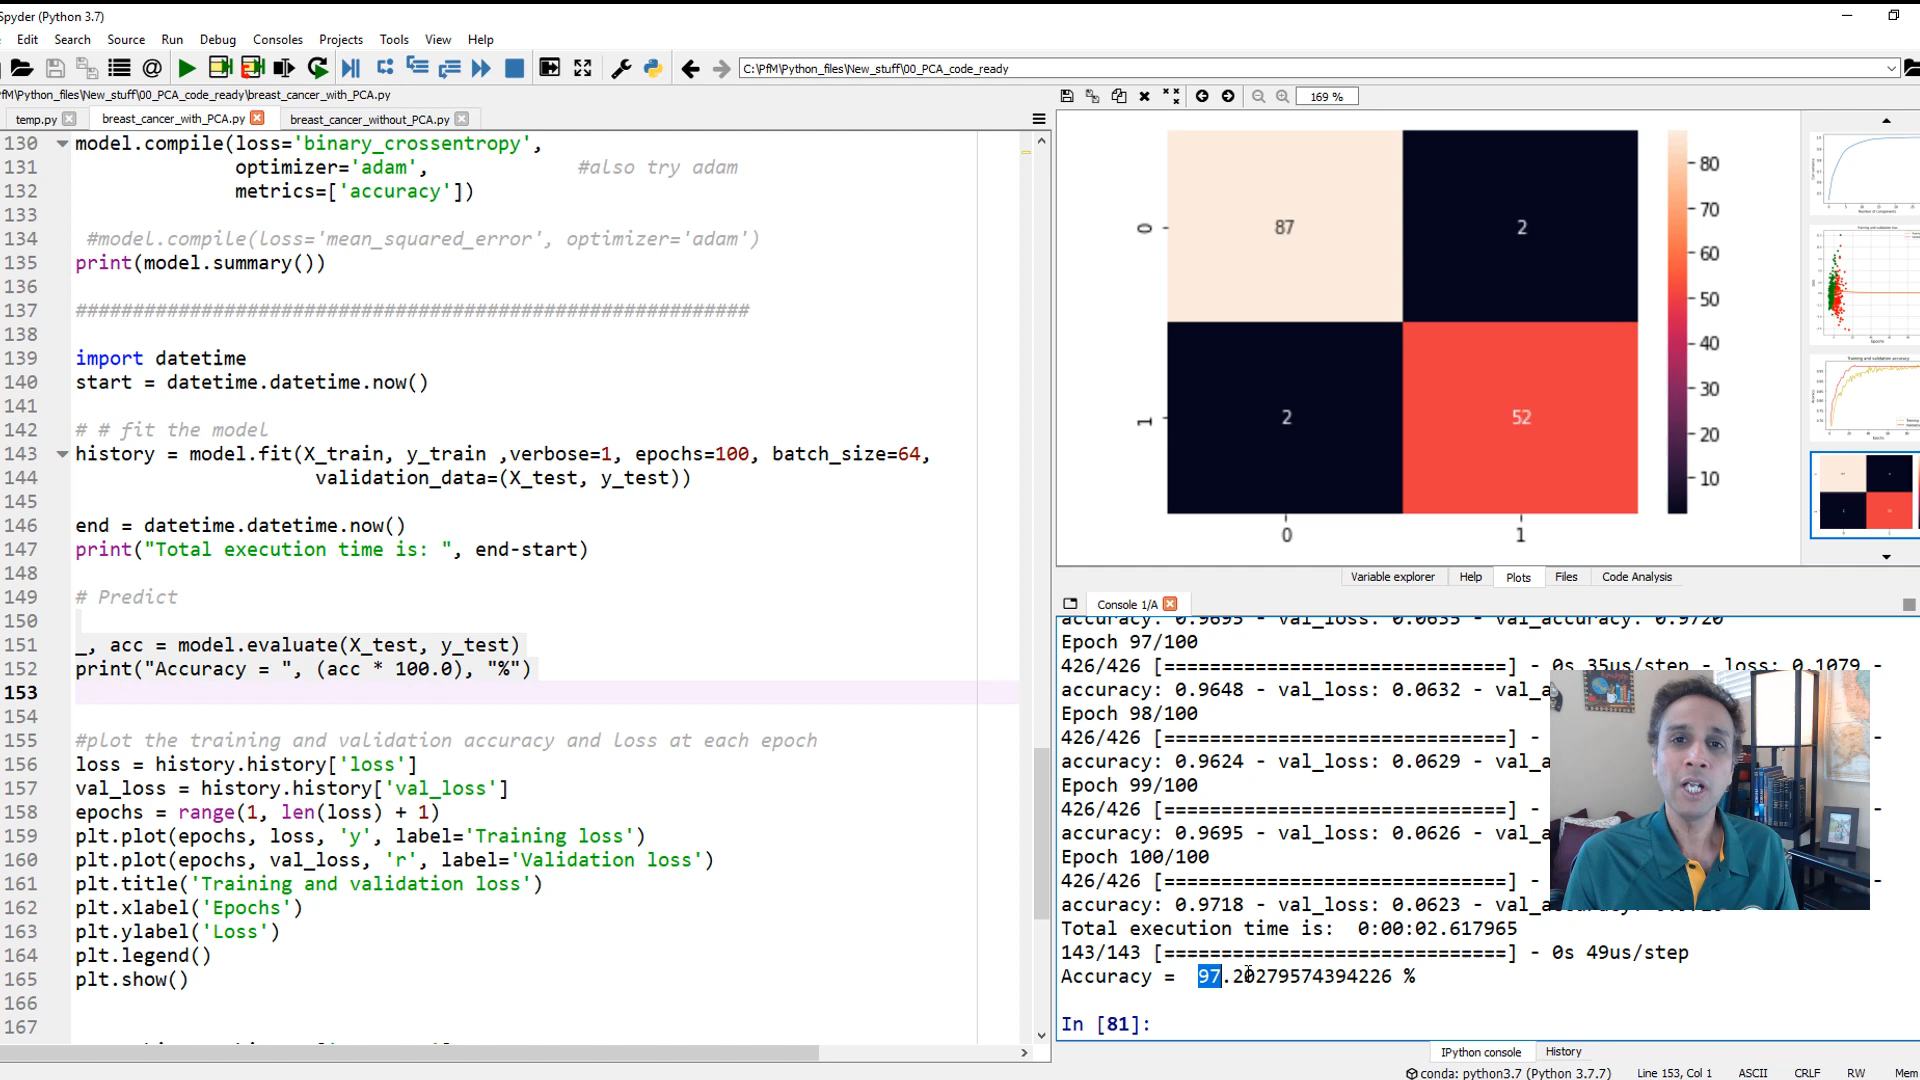 Spyder (Python 3.7)
Edit Search Source Run Debug Consoles Projects Tools View Help
C:\PfM\Python_files\New_stuff\00_PCA_code_ready
fM\Python_files\New_stuff\00_PCA_code_ready\breast_cancer_with_PCA.py
temp.py breast_cancer_with_PCA.py breast_cancer_without_PCA.py
130 model.compile(loss='binary_crossentropy',
131 optimizer='adam', #also try adam
132 metrics=['accuracy'])
133
134 #model.compile(loss='mean_squared_error', optimizer='adam')
135 print(model.summary())
136
137 ###########################################################
138
139 import datetime
140 start = datetime.datetime.now()
141
142 # # fit the model
143 history = model.fit(X_train, y_train ,verbose=1, epochs=100, batch_size=64,
144 validation_data=(X_test, y_test))
145
146 end = datetime.datetime.now()
147 print("Total execution time is: ", end-start)
148
149 # Predict
150
151 _, acc = model.evaluate(X_test, y_test)
152 print("Accuracy = ", (acc * 100.0), "%")
153
154
155 #plot the training and validation accuracy and loss at each epoch
156 loss = history.history['loss']
157 val_loss = history.history['val_loss']
158 epochs = range(1, len(loss) + 1)
159 plt.plot(epochs, loss, 'y', label='Training loss')
160 plt.plot(epochs, val_loss, 'r', label='Validation loss')
161 plt.title('Training and validation loss')
162 plt.xlabel('Epochs')
163 plt.ylabel('Loss')
164 plt.legend()
165 plt.show()
166
167
169 %
87 2
2 52
0
1
0 1
80
70
60
50
40
30
20
10
Variable explorer Help Plots Files Code Analysis
Console 1/A
accuracy: 0.9695 - val_loss: 0.0635 - val_accuracy: 0.9720
Epoch 97/100
426/426 [==============================] - 0s 35us/step - loss: 0.1079 -
accuracy: 0.9648 - val_loss: 0.0632 - val_a
Epoch 98/100
426/426 [==============================] - -
accuracy: 0.9624 - val_loss: 0.0629 - val_a
Epoch 99/100
426/426 [==============================] - -
accuracy: 0.9695 - val_loss: 0.0626 - val_a
Epoch 100/100
426/426 [==============================] - -
accuracy: 0.9718 - val_loss: 0.0623 - val_a
Total execution time is: 0:00:02.617965
143/143 [==============================] - 0s 49us/step
Accuracy = 97.20279574394226 %
In [81]:
IPython console History
conda: python3.7 (Python 3.7.7) Line 153, Col 1 ASCII CRLF RW Mem